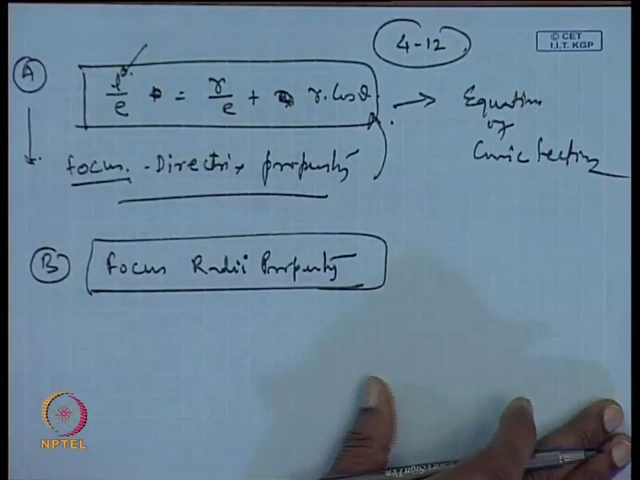 4-12
© CET
I.I.T. KGP
A
l/e = r/e + r. Cosθ → Equation
of
Conic Section
focus - Directrix property
B
focus Radii Property
NPTEL